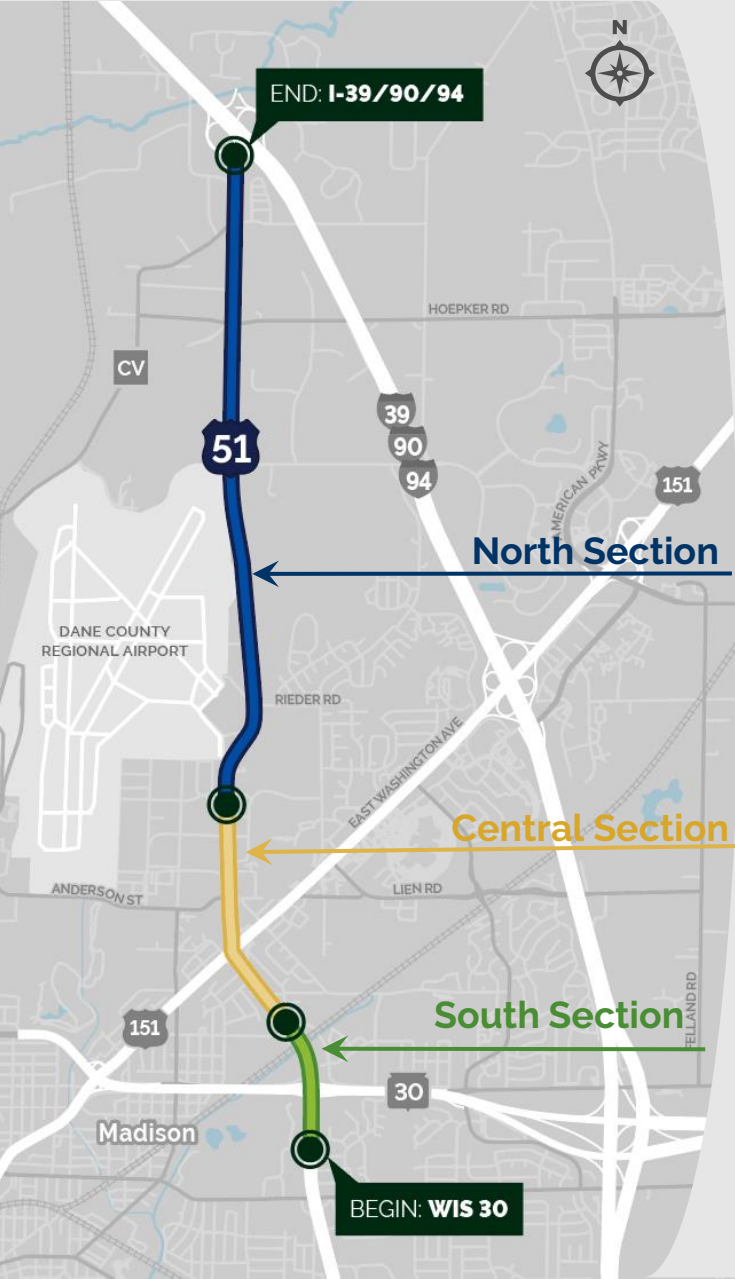 N
END: I-39/90/94
HOEPKER RD
CV
39
90
94
51
151
AMERICAN PKWY
North Section
DANE COUNTY
REGIONAL AIRPORT
RIEDER RD
EAST WASHINGTON AVE
Central Section
ANDERSON ST
LIEN RD
FELLAND RD
South Section
151
30
Madison
BEGIN: WIS 30